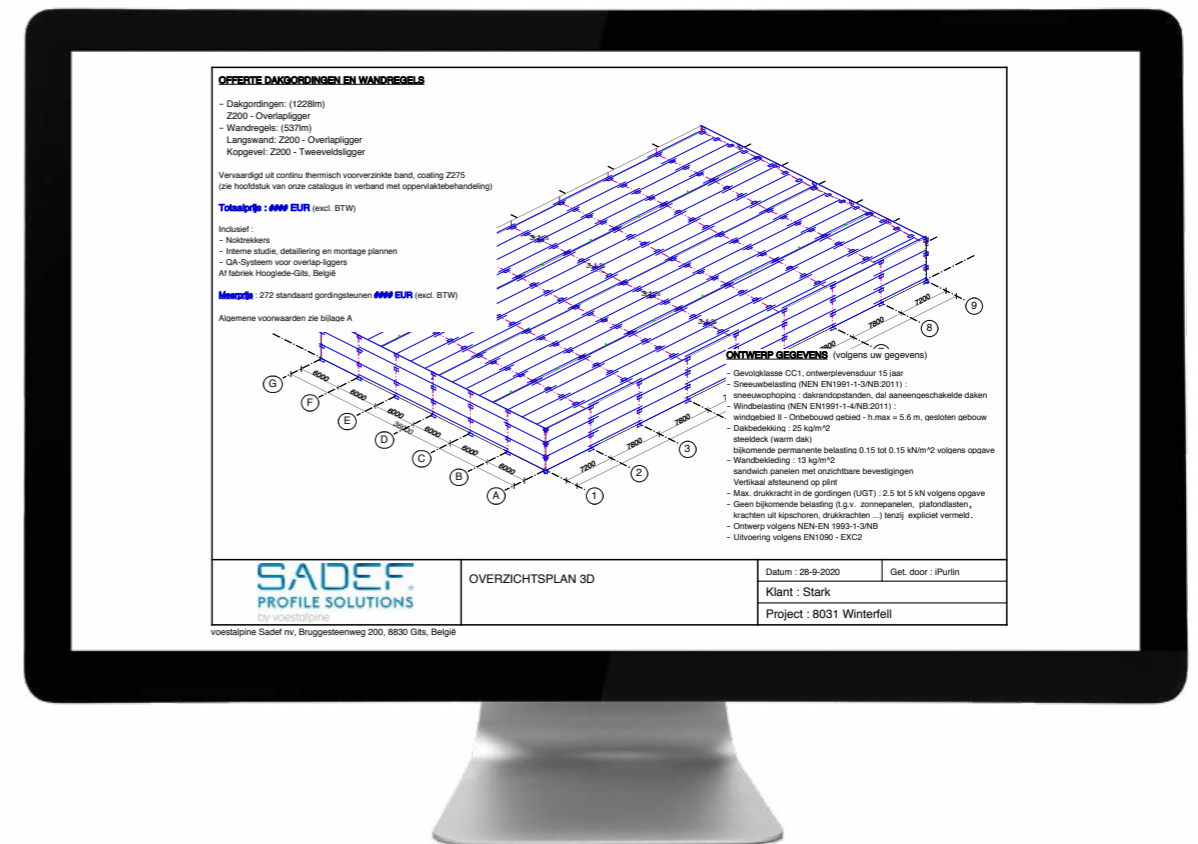 OFFERTE DAKGORDINGEN EN WANDREGELS
- Dakgordingen: (1228lm)
Z200 - Overlapligger
- Wandregels: (537lm)
Langswand: Z200 - Overlapligger
Kopgevel: Z200 - Tweeveldsligger
Vervaardigd uit continu thermisch voorverzinkte band, coating Z275
(zie hoofdstuk van onze catalogus in verband met oppervlaktebehandeling)
Totaalprijs : #### EUR (excl. BTW)
Inclusief :
- Noktrekkers
- Interne studie, detaillering en montage plannen
- QA-Systeem voor overlap-liggers
Af fabriek Hooglede-Gits, België
Meerprijs : 272 standaard gordingsteunen #### EUR (excl. BTW)
Algemene voorwaarden zie bijlage A
G
F
E
D
C
B
A
6000
6000
6000
36000
6000
6000
6000
1
2
3
8
9
7200
7800
7800
7800
7200
ONTWERP GEGEVENS (volgens uw gegevens)
- Gevolgklasse CC1, ontwerplevensduur 15 jaar
- Sneeuwbelasting (NEN EN1991-1-3/NB:2011) :
sneeuwophoping : dakrandopstanden, dal aaneengeschakelde daken
- Windbelasting (NEN EN1991-1-4/NB:2011) :
windgebied II - Onbebouwd gebied - h.max = 5.6 m, gesloten gebouw
- Dakbedekking : 25 kg/m^2
steeldeck (warm dak)
bijkomende permanente belasting 0.15 tot 0.15 kN/m^2 volgens opgave
- Wandbekleding : 13 kg/m^2
sandwich panelen met onzichtbare bevestigingen
Vertikaal afsteunend op plint
- Max. drukkracht in de gordingen (UGT) : 2.5 tot 5 kN volgens opgave
- Geen bijkomende belasting (t.g.v. zonnepanelen, plafondlasten,
krachten uit kipschoren, drukkrachten ...) tenzij expliciet vermeld.
- Ontwerp volgens NEN-EN 1993-1-3/NB
- Uitvoering volgens EN1090 - EXC2
SADEF.
PROFILE SOLUTIONS
by voestalpine
OVERZICHTSPLAN 3D
Datum : 28-9-2020
Get. door : iPurlin
Klant : Stark
Project : 8031 Winterfell
voestalpine Sadef nv, Bruggesteenweg 200, 8830 Gits, België